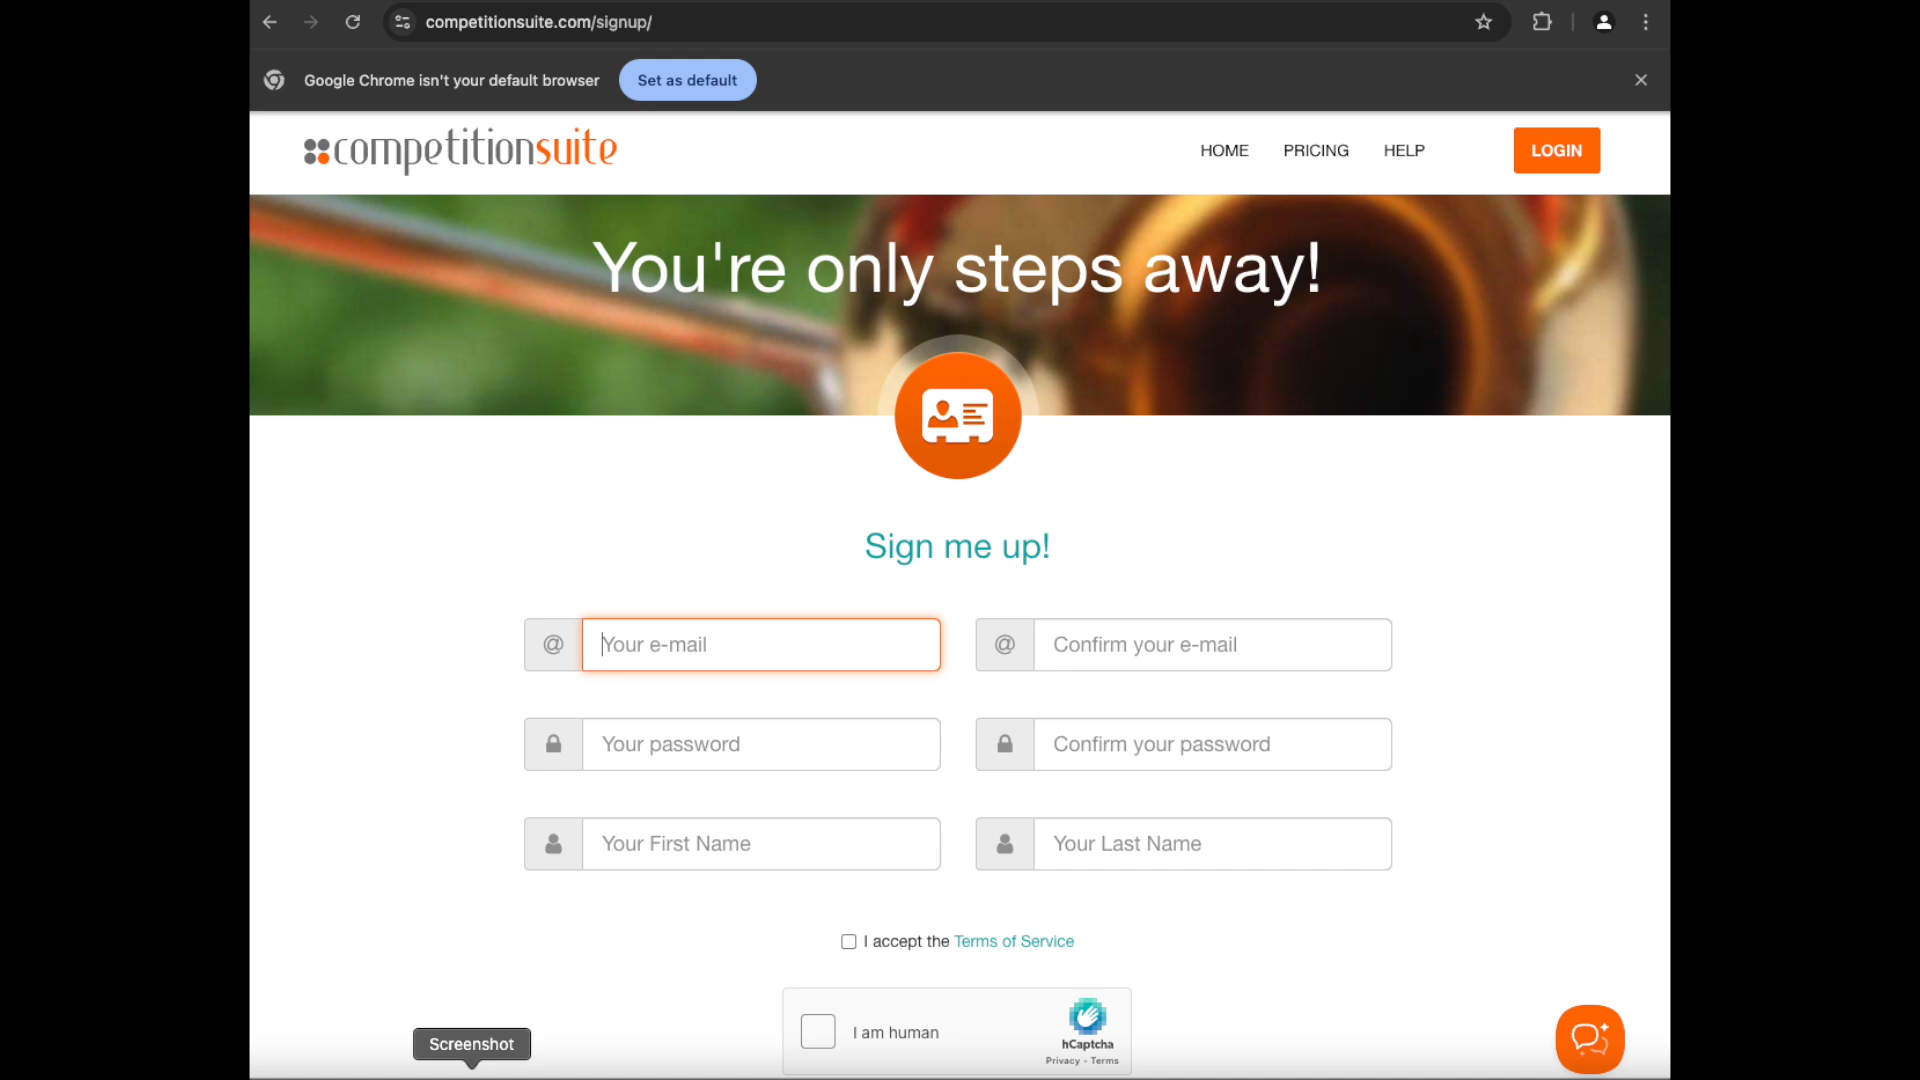 competitionsuite.com/signup/
Google Chrome isn't your default browser
Set as default
competitionsuite
HOME
PRICING
HELP
LOGIN
You're only steps away!
Sign me up!
@
Your e-mail
@
Confirm your e-mail
Your password
Confirm your password
Your First Name
Your Last Name
I accept the Terms of Service
I am human
hCaptcha
Privacy - Terms
Screenshot